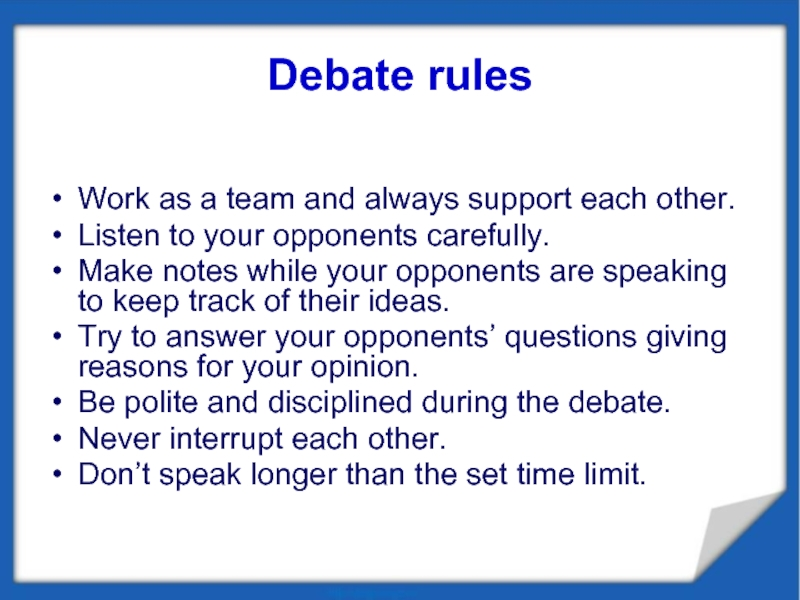 Debate rules
• Work as a team and always support each other.
• Listen to your opponents carefully.
• Make notes while your opponents are speaking
to keep track of their ideas.
• Try to answer your opponents’ questions giving
reasons for your opinion.
• Be polite and disciplined during the debate.
• Never interrupt each other.
• Don’t speak longer than the set time limit.